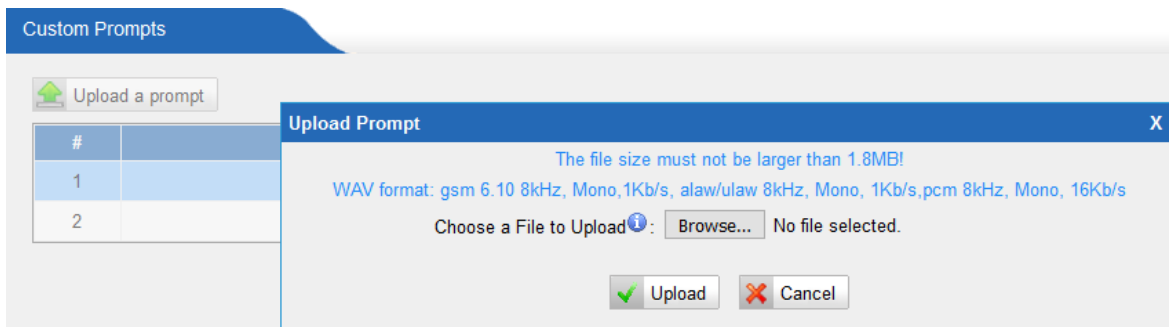 Custom Prompts
Upload a prompt
#
1
2
Upload Prompt
X
The file size must not be larger than 1.8MB!
WAV format: gsm 6.10 8kHz, Mono,1Kb/s, alaw/ulaw 8kHz, Mono, 1Kb/s,pcm 8kHz, Mono, 16Kb/s
Choose a File to Upload i : Browse... No file selected.
Upload Cancel